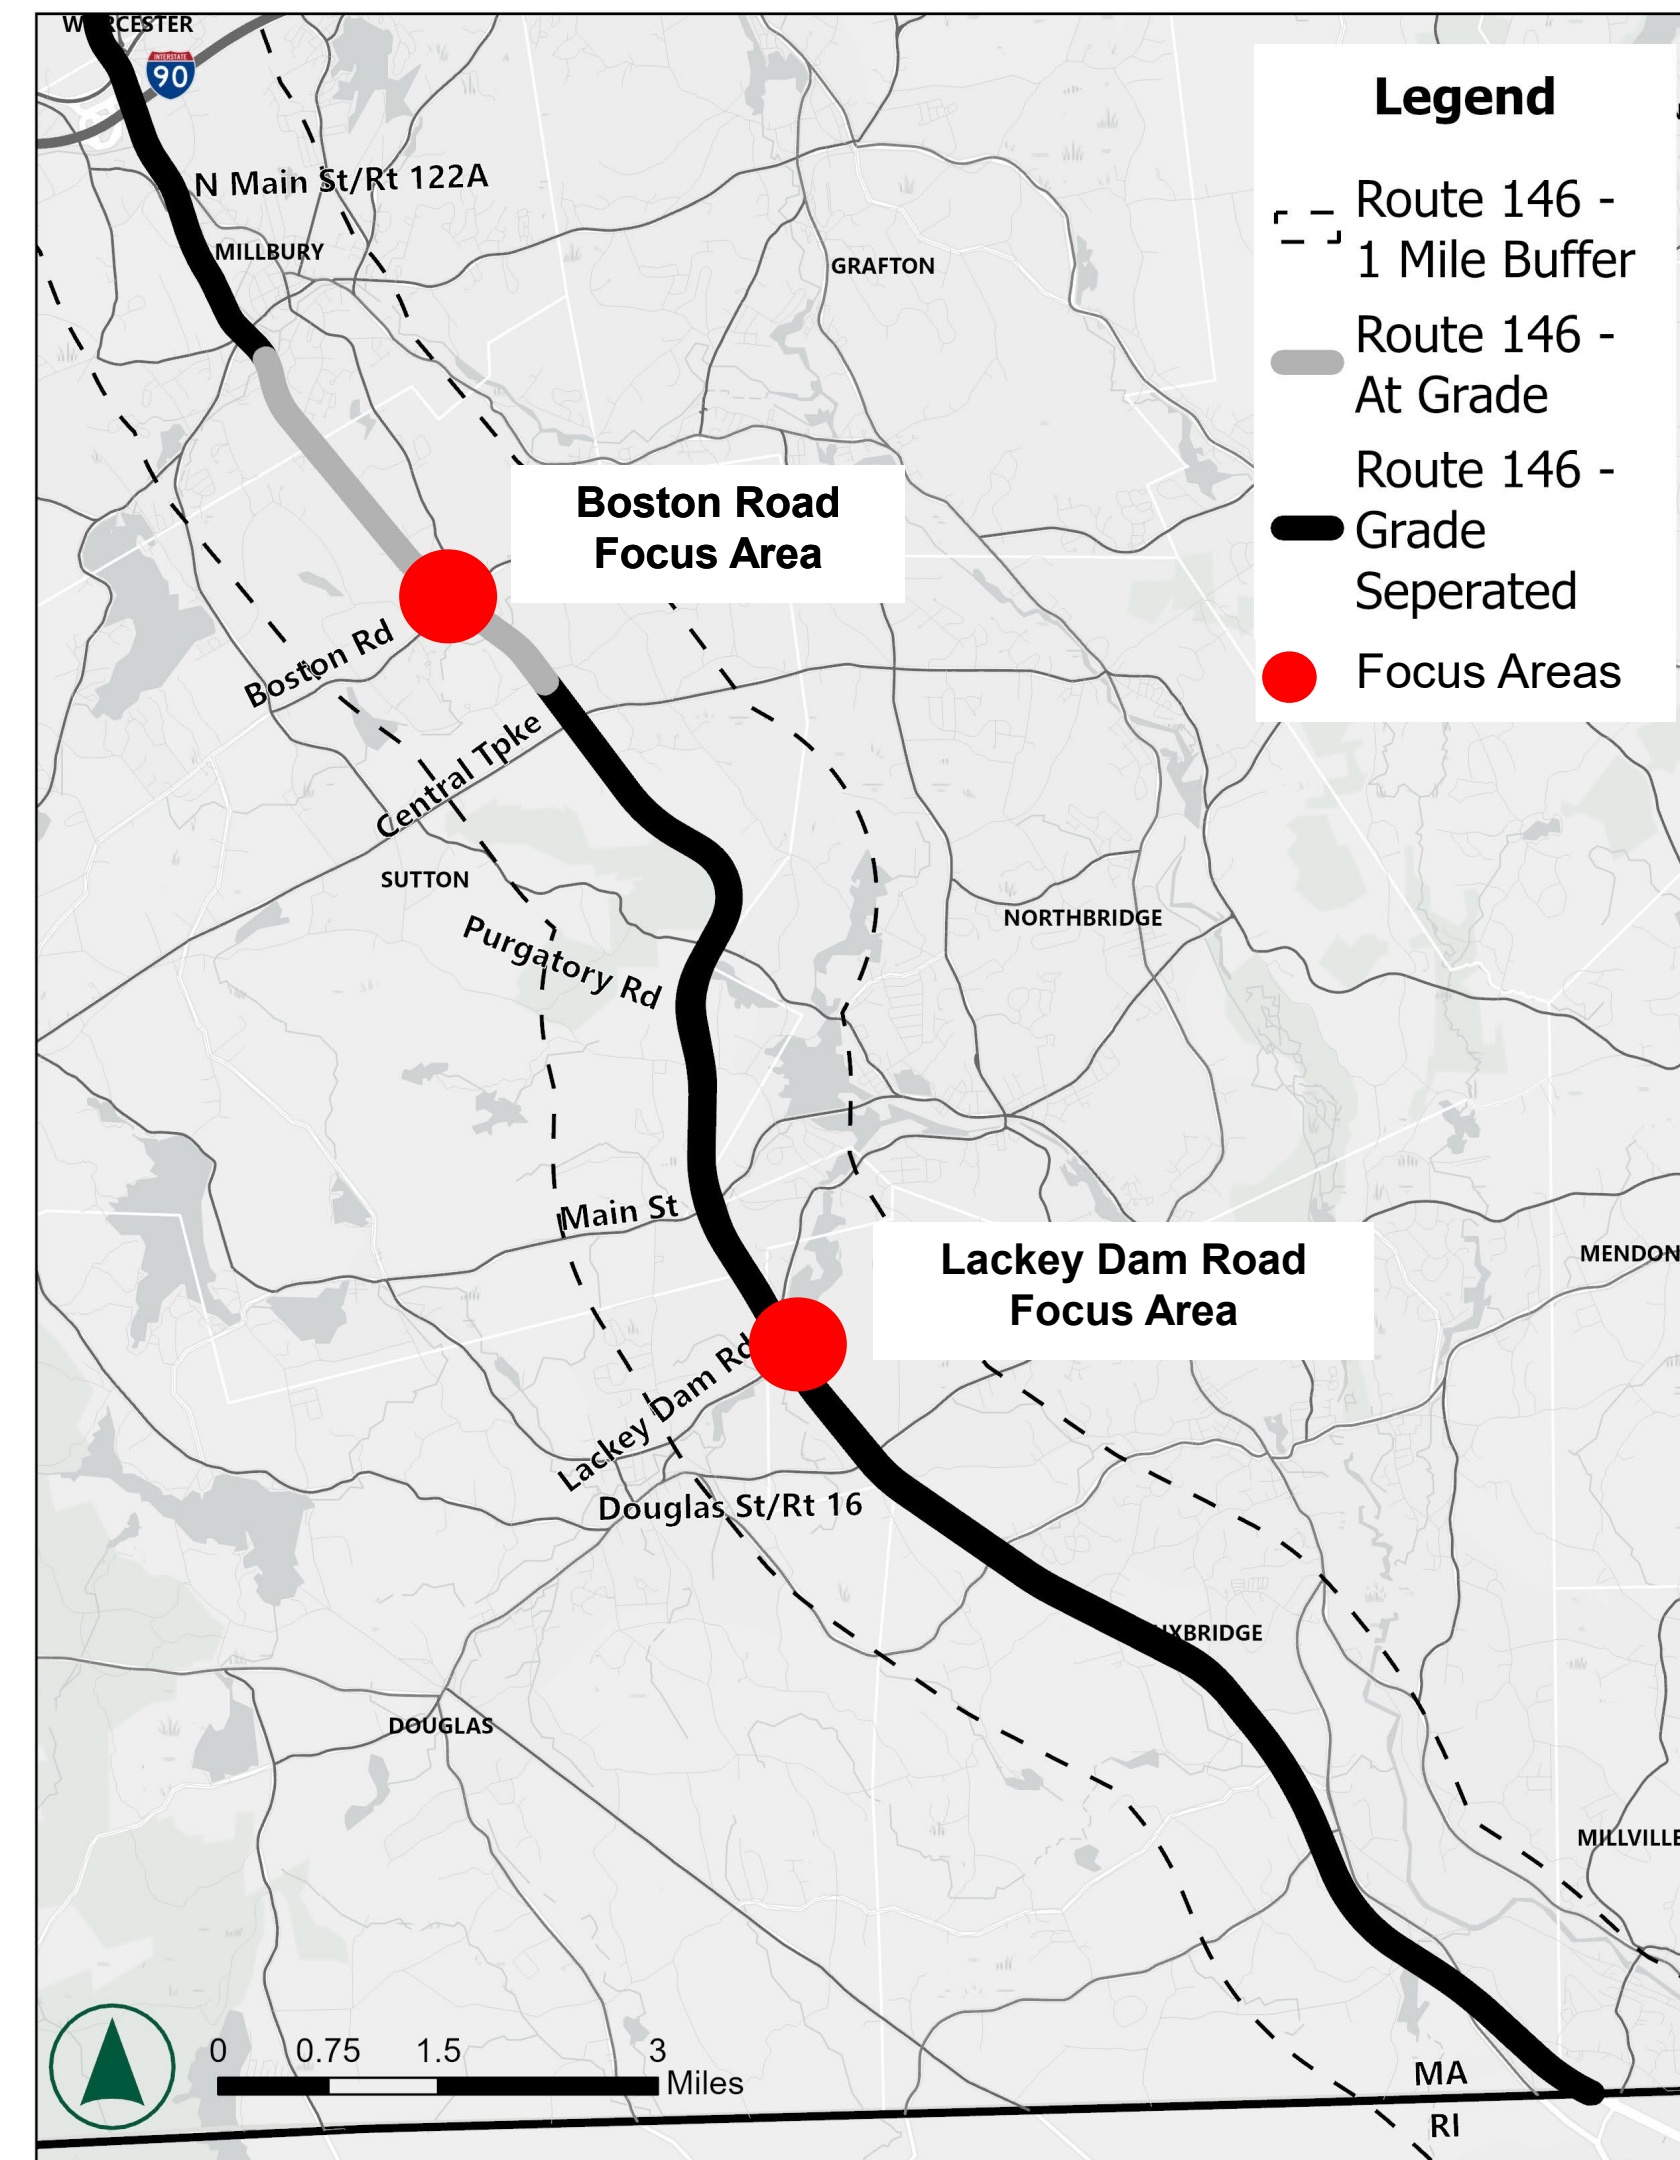 WORCESTER
INTERSTATE
90
N Main St/Rt 122A
MILLBURY
GRAFTON
Legend
Route 146 -
1 Mile Buffer
Route 146 -
At Grade
Route 146 -
Grade
Seperated
Focus Areas
Boston Road
Focus Area
Boston Rd
Central Tpke
SUTTON
Purgatory Rd
NORTHBRIDGE
Main St
Lackey Dam Road
Focus Area
MENDON
Lackey Dam Rd
Douglas St/Rt 16
UXBRIDGE
DOUGLAS
MILLVILLE
0 0.75 1.5 3
Miles
MA
RI